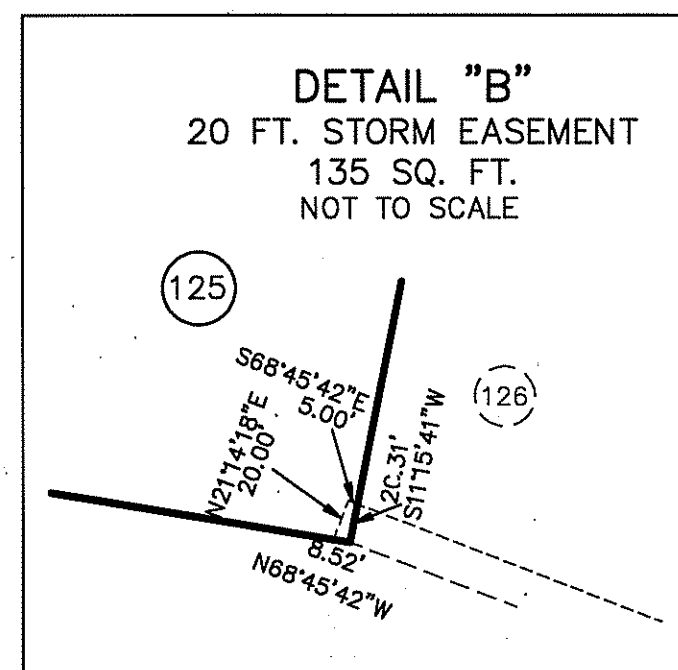 DETAIL "B"
20 FT. STORM EASEMENT
135 SQ. FT.
NOT TO SCALE
125
S68°45'42"E
5.00'
126
N21°14'18"E
20.00'
20.31'
S11°15'41"W
8.52'
N68°45'42"W